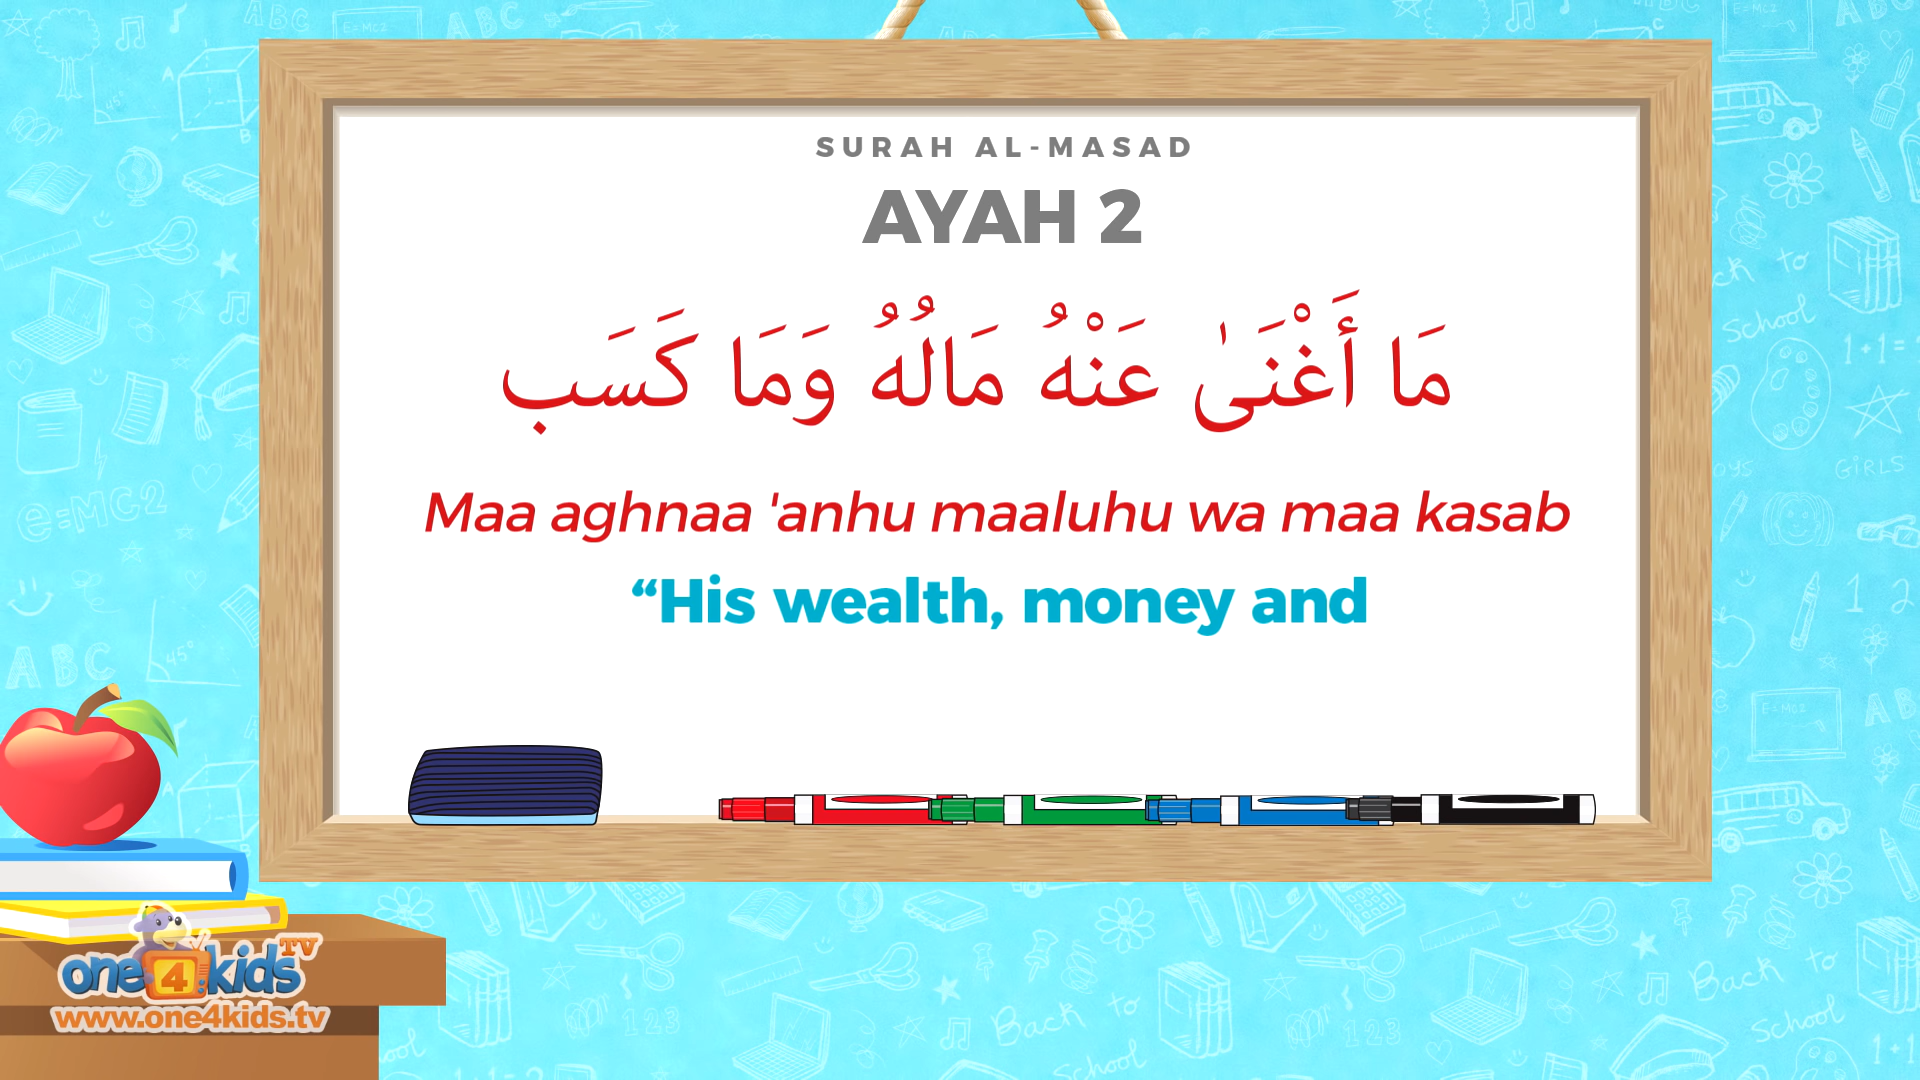 SURAH AL-MASAD
AYAH 2
مَا أَغْنَىٰ عَنْهُ مَالُهُ وَمَا كَسَب
Maa aghnaa 'anhu maaluhu wa maa kasab
“His wealth, money and
one4kids TV
www.one4kids.tv